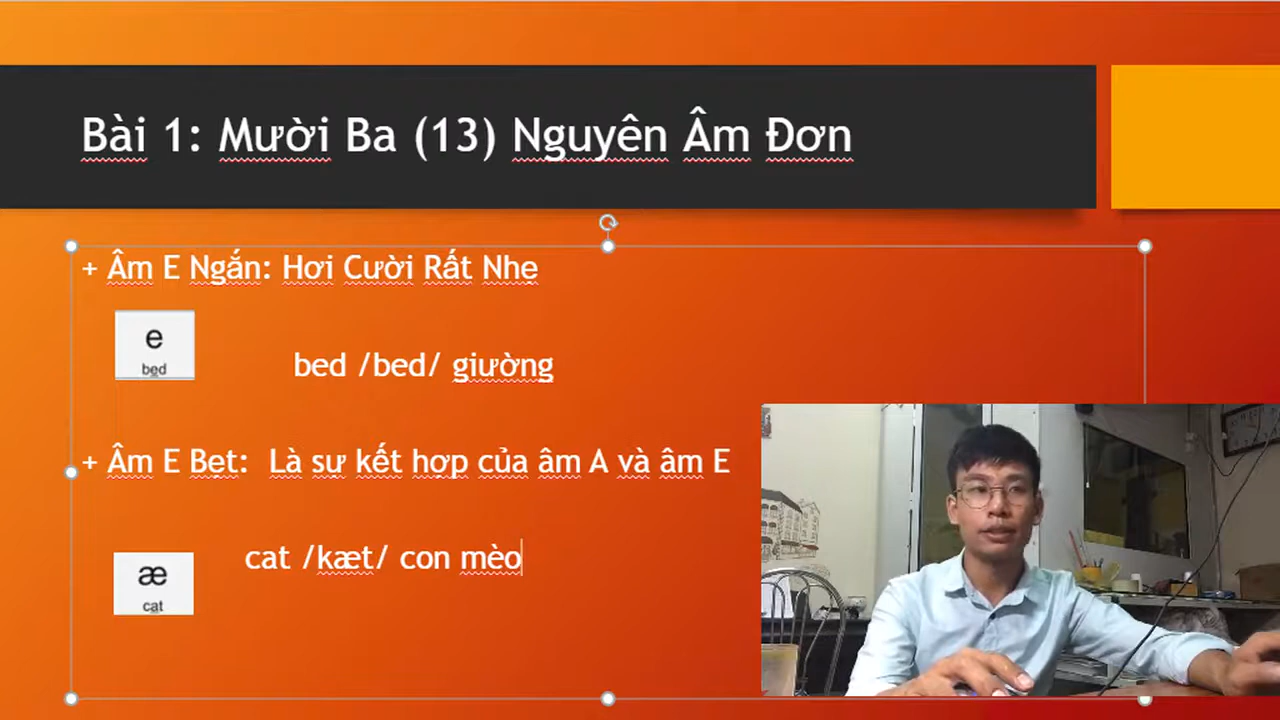 Bài 1: Mười Ba (13) Nguyên Âm Đơn
+ Âm E Ngắn: Hơi Cười Rất Nhẹ
e
bed
bed /bed/ giường
+ Âm E Bẹt: Là sự kết hợp của âm A và âm E
æ
cat
cat /kæt/ con mèo